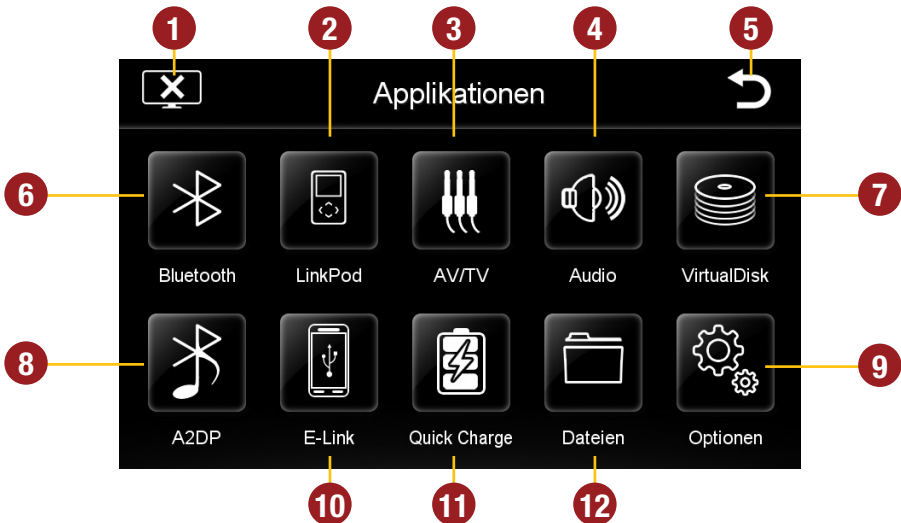 1 2 3 4 5
Applikationen
6 7
Bluetooth LinkPod AV/TV Audio VirtualDisk
8 9
A2DP E-Link Quick Charge Dateien Optionen
10 11 12